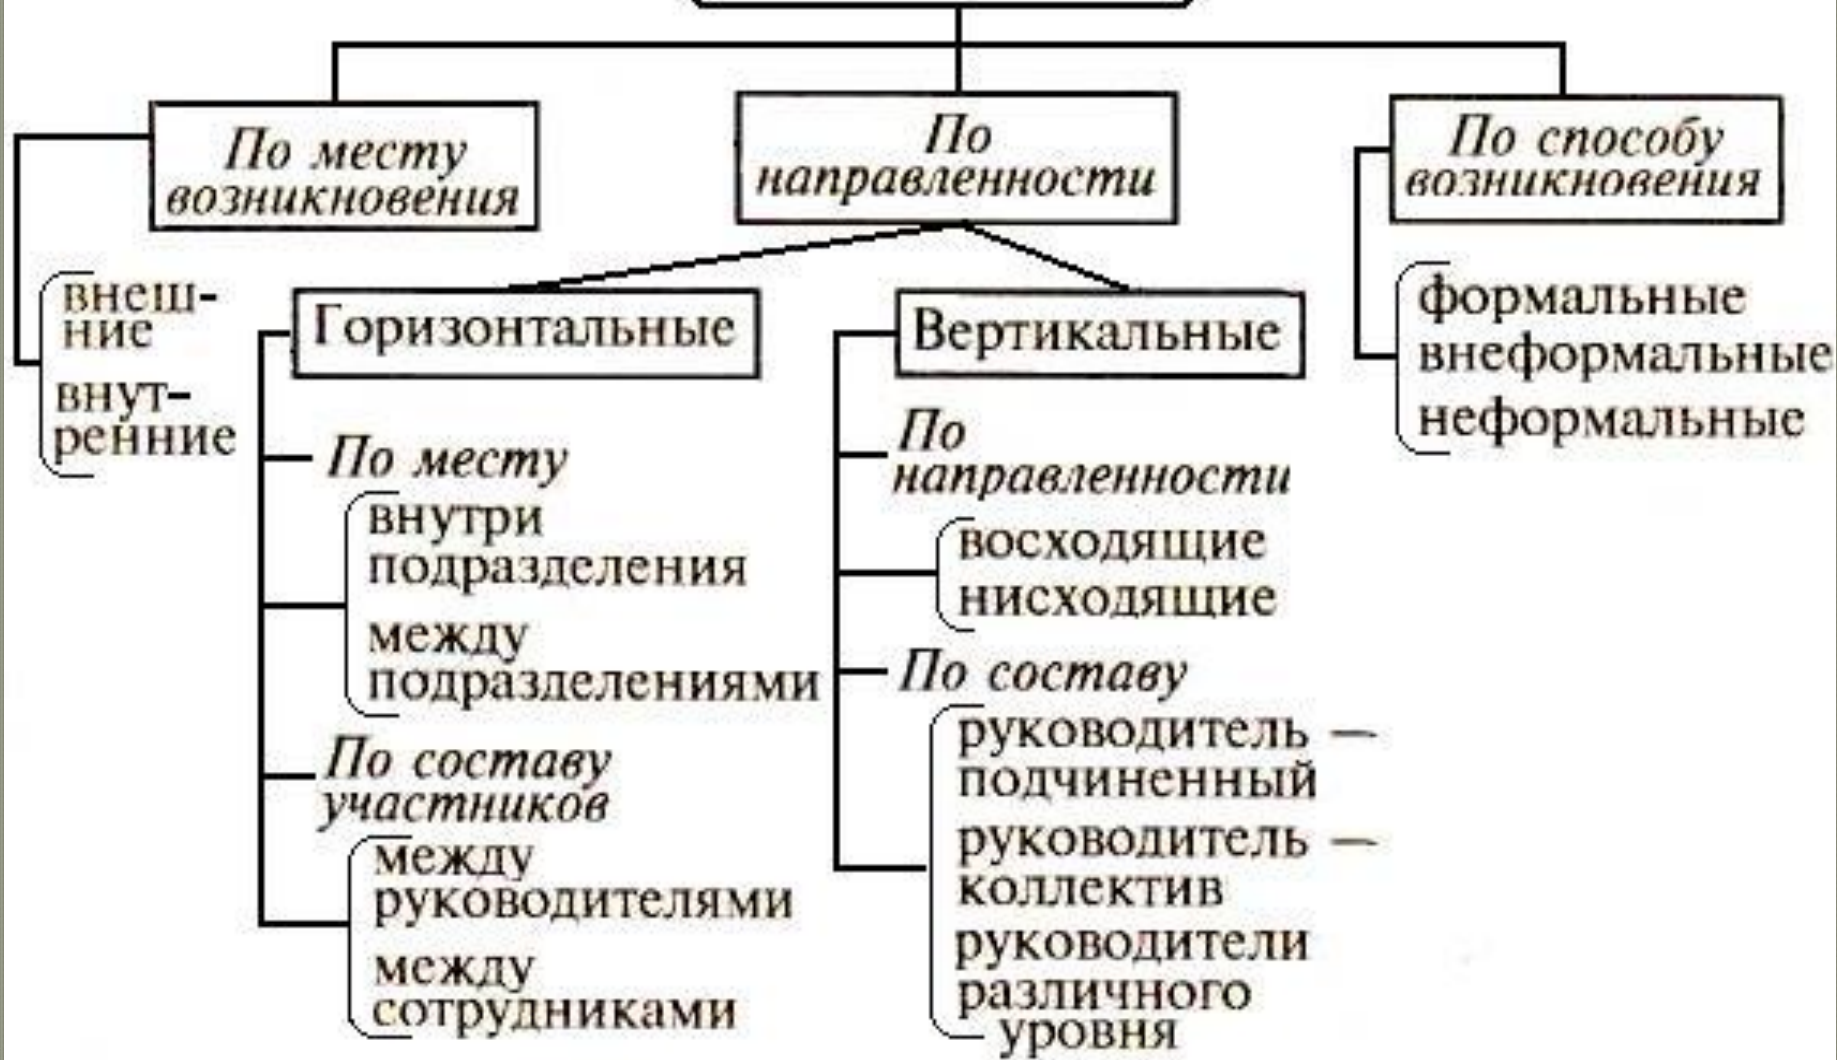 По месту
возникновения
внеш-
ние
внут-
ренние
По
направленности
Горизонтальные
По месту
внутри
подразделения
между
подразделениями
По составу
участников
между
руководителями
между
сотрудниками
Вертикальные
По
направленности
восходящие
нисходящие
По составу
руководитель —
подчиненный
руководитель —
коллектив
руководители
различного
уровня
По способу
возникновения
формальные
внеформальные
неформальные